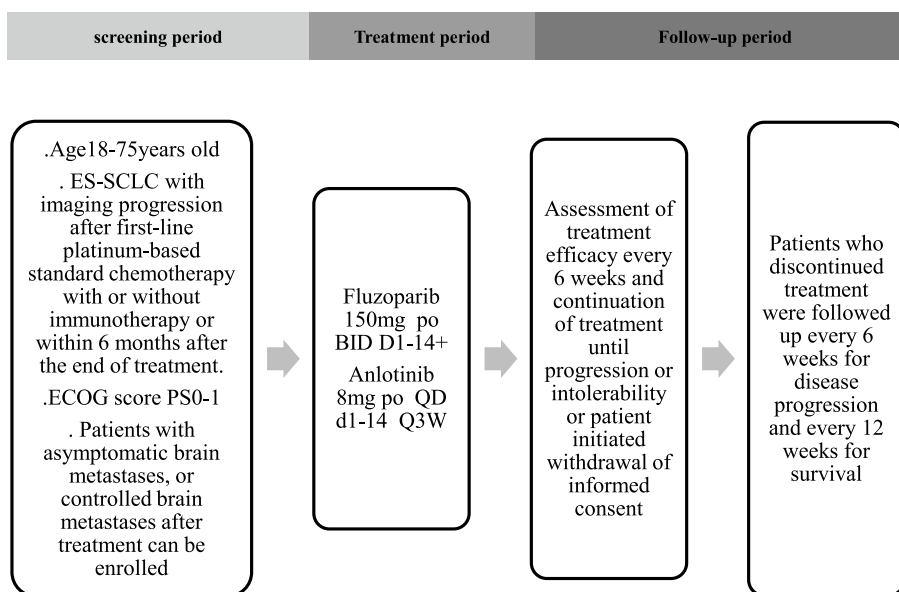 screening period
Treatment period
Follow-up period
.Age18-75years old
. ES-SCLC with
imaging progression
after first-line
platinum-based
standard chemotherapy
with or without
immunotherapy or
within 6 months after
the end of treatment.
.ECOG score PS0-1
. Patients with
asymptomatic brain
metastases, or
controlled brain
metastases after
treatment can be
enrolled
Fluzoparib
150mg po
BID D1-14+
Anlotinib
8mg po QD
d1-14 Q3W
Assessment of
treatment
efficacy every
6 weeks and
continuation
of treatment
until
progression or
intolerability
or patient
initiated
withdrawal of
informed
consent
Patients who
discontinued
treatment
were followed
up every 6
weeks for
disease
progression
and every 12
weeks for
survival